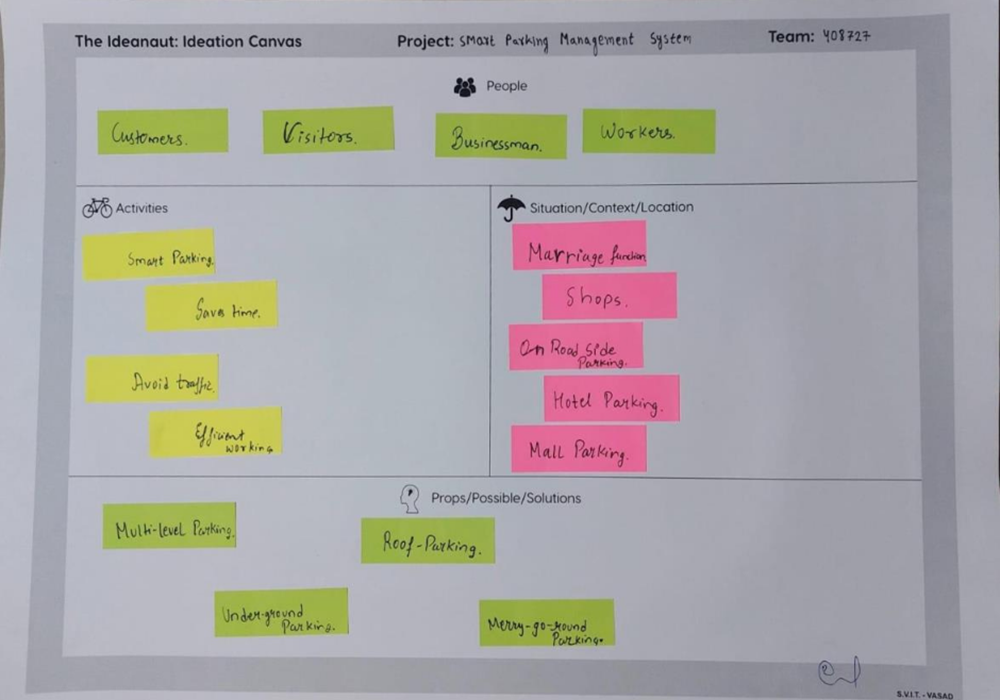 The Ideanaut: Ideation Canvas
Project: Smart Parking Management System
Team: 408727
People
Customers.
Visitors.
Businessman.
Workers.
Activities
Smart Parking.
Save time.
Avoid traffic.
Efficient
working
Situation/Context/Location
Marriage function
Shops.
On Road Side
Parking.
Hotel Parking.
Mall Parking.
Props/Possible/Solutions
Multi-level Parking.
Roof-Parking.
Under-ground
Parking.
Merry-go-round
Parking.
S.V.I.T. - VASAD